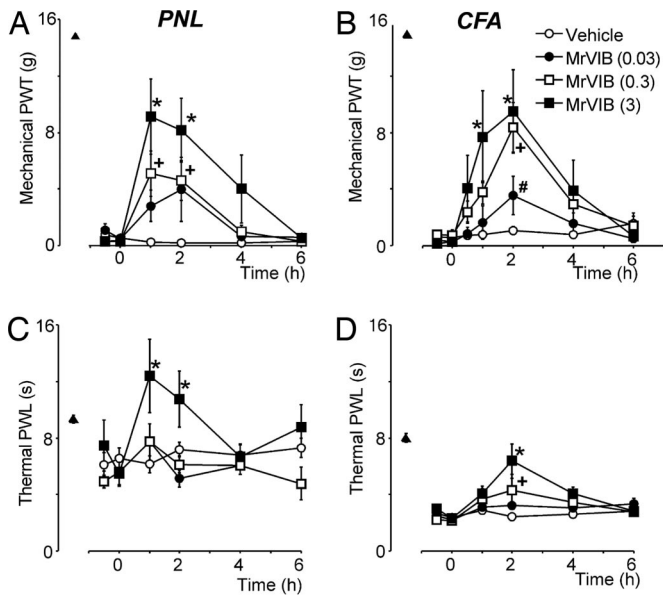 A
PNL
16
8
0
Mechanical PWT (g)
*
*
+
+
0 2 4 6
Time (h)
B
CFA
16
8
0
Mechanical PWT (g)
Vehicle
MrVIB (0.03)
MrVIB (0.3)
MrVIB (3)
*
*
+
#
0 2 4 6
Time (h)
C
16
8
0
Thermal PWL (s)
*
*
0 2 4 6
Time (h)
D
16
8
0
Thermal PWL (s)
*
+
0 2 4 6
Time (h)